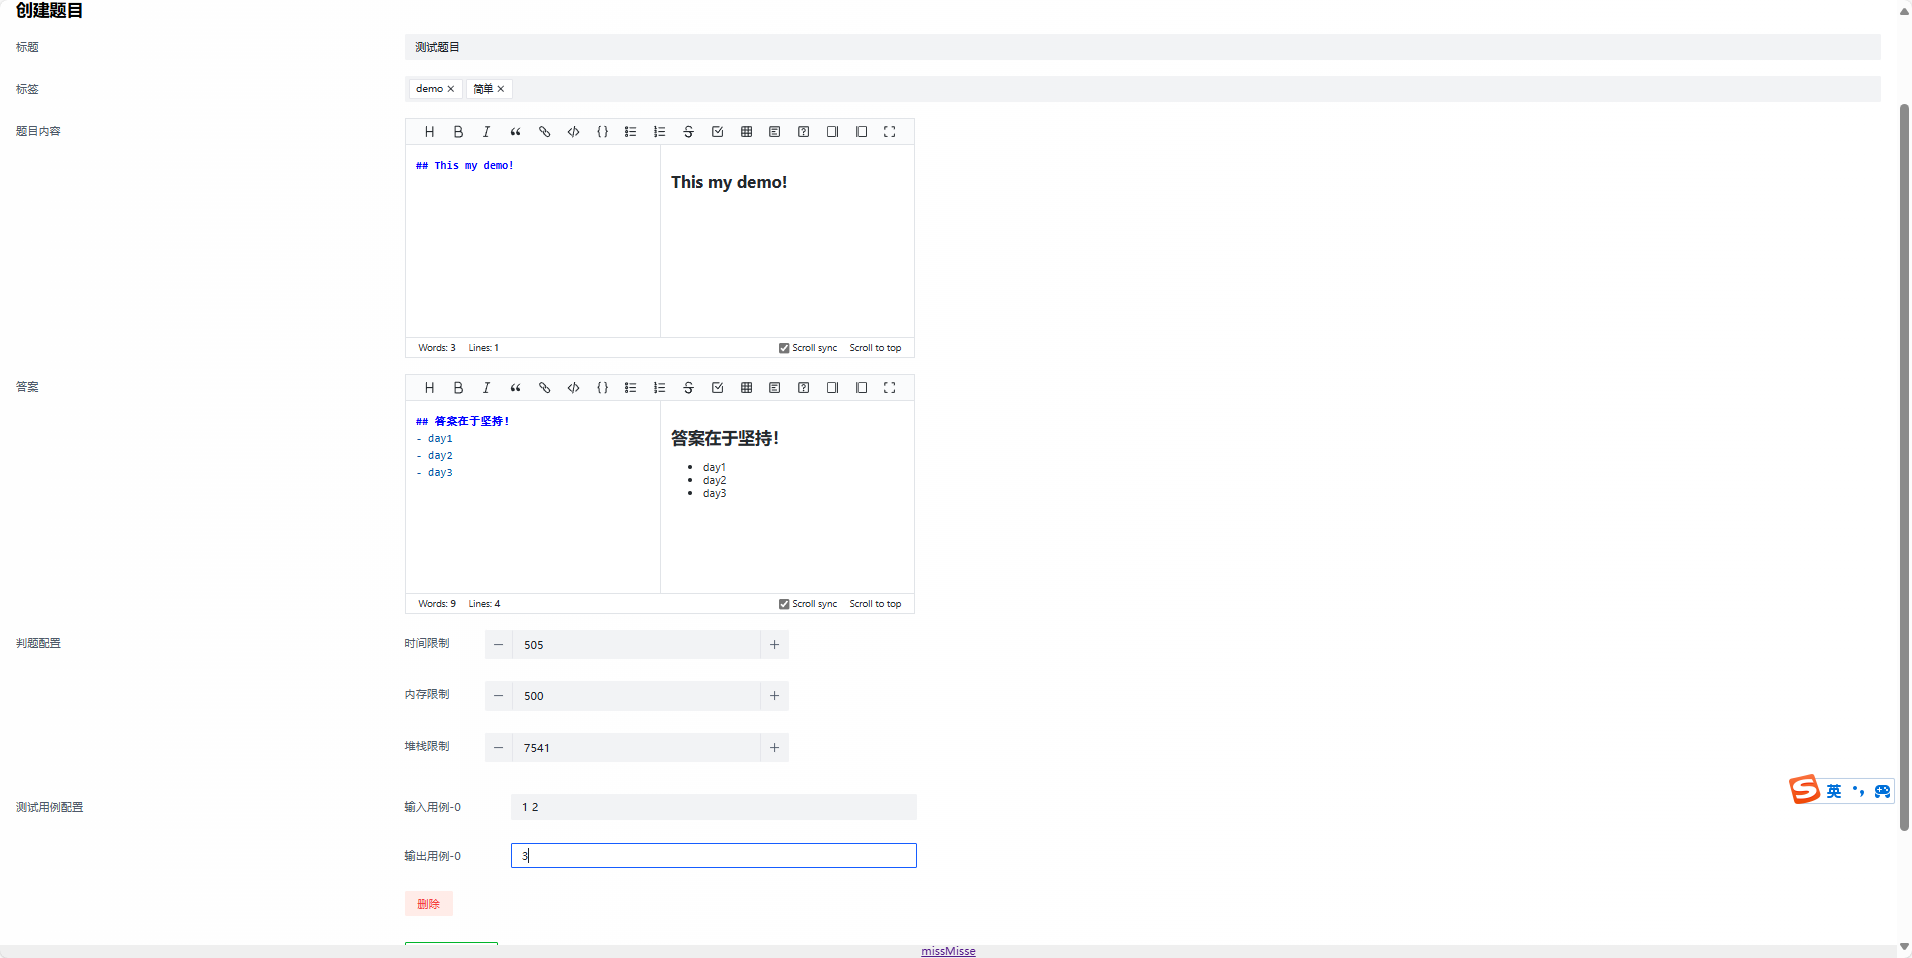 创建题目
标题
测试题目
标签
demo ×
简单 ×
题目内容
H B I “ </> {}
## This my demo!
This my demo!
Words: 3 Lines: 1
Scroll sync Scroll to top
答案
H B I “ </> {}
## 答案在于坚持！
- day1
- day2
- day3
答案在于坚持！
• day1
• day2
• day3
Words: 9 Lines: 4
Scroll sync Scroll to top
判题配置
时间限制
− 505 +
内存限制
− 500 +
堆栈限制
− 7541 +
测试用例配置
输入用例-0
1 2
输出用例-0
3
删除
S 英
missMisse